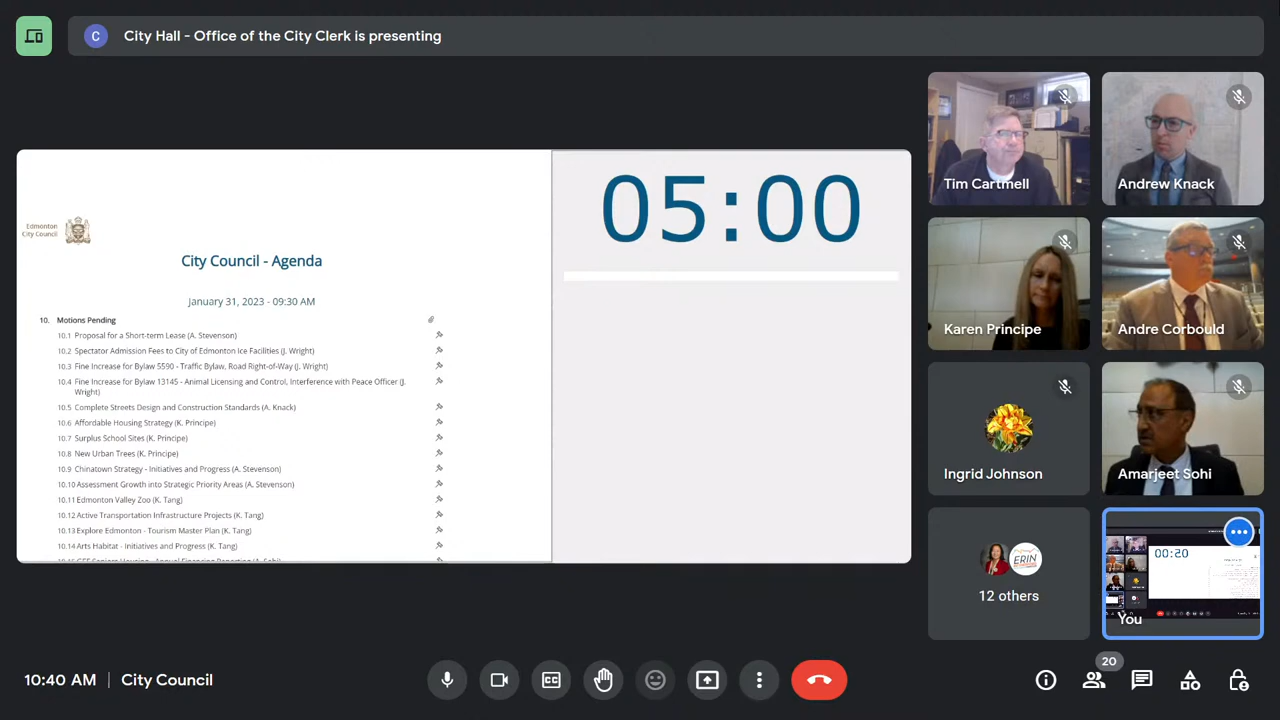 City Hall - Office of the City Clerk is presenting
C
Edmonton
City Council
City Council - Agenda
January 31, 2023 - 09:30 AM
10. Motions Pending
10.1 Proposal for a Short-term Lease (A. Stevenson)
10.2 Spectator Admission Fees to City of Edmonton Ice Facilities (J. Wright)
10.3 Fine Increase for Bylaw 5590 - Traffic Bylaw, Road Right-of-Way (J. Wright)
10.4 Fine Increase for Bylaw 13145 - Animal Licensing and Control, Interference with Peace Officer (J.
Wright)
10.5 Complete Streets Design and Construction Standards (A. Knack)
10.6 Affordable Housing Strategy (K. Principe)
10.7 Surplus School Sites (K. Principe)
10.8 New Urban Trees (K. Principe)
10.9 Chinatown Strategy - Initiatives and Progress (A. Stevenson)
10.10 Assessment Growth into Strategic Priority Areas (A. Stevenson)
10.11 Edmonton Valley Zoo (K. Tang)
10.12 Active Transportation Infrastructure Projects (K. Tang)
10.13 Explore Edmonton - Tourism Master Plan (K. Tang)
10.14 Arts Habitat - Initiatives and Progress (K. Tang)
05:00
Tim Cartmell
Andrew Knack
Karen Principe
Andre Corbould
Ingrid Johnson
Amarjeet Sohi
ERIN
12 others
00:20
You
10:40 AM | City Council
20